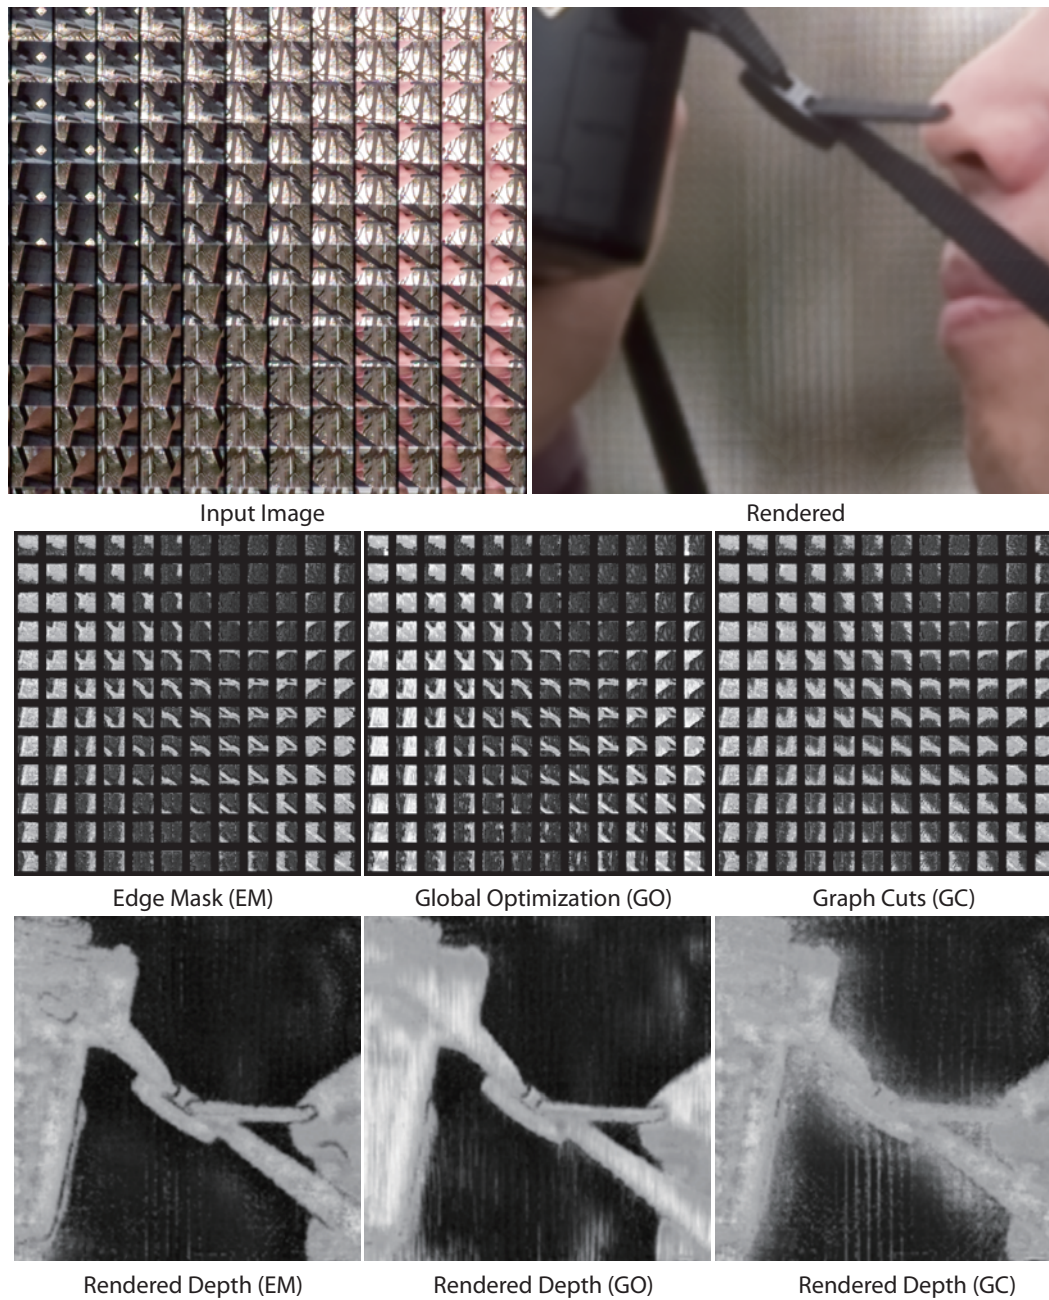 Input Image
Rendered
Edge Mask (EM)
Global Optimization (GO)
Graph Cuts (GC)
Rendered Depth (EM)
Rendered Depth (GO)
Rendered Depth (GC)